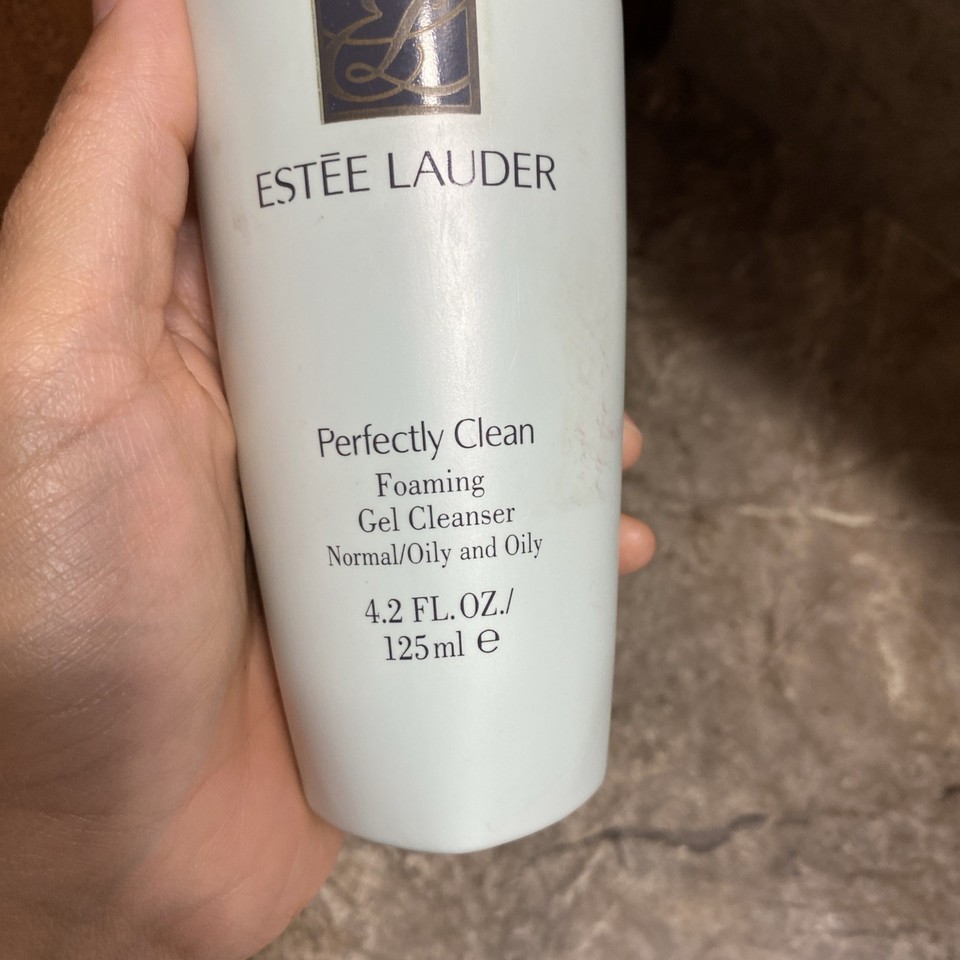 ESTĒE LAUDER
Perfectly Clean
Foaming
Gel Cleanser
Normal/Oily and Oily
4.2 FL.OZ./
125ml ℮